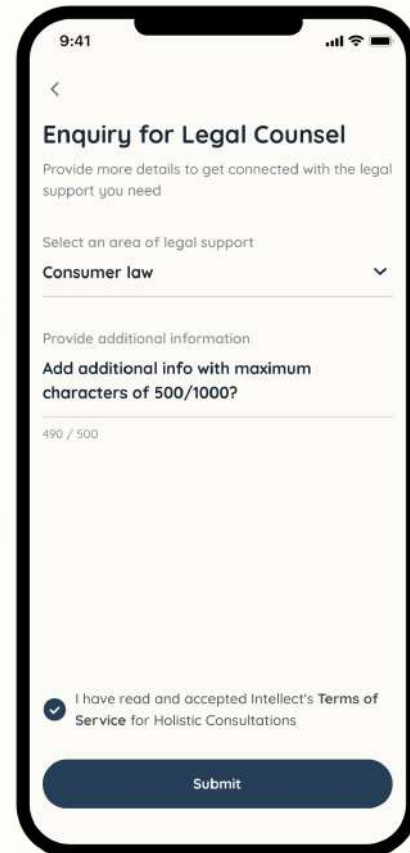 9:41
Enquiry for Legal Counsel
Provide more details to get connected with the legal
support you need
Select an area of legal support
Consumer law
Provide additional information
Add additional info with maximum
characters of 500/1000?
490 / 500
I have read and accepted Intellect's Terms of
Service for Holistic Consultations
Submit